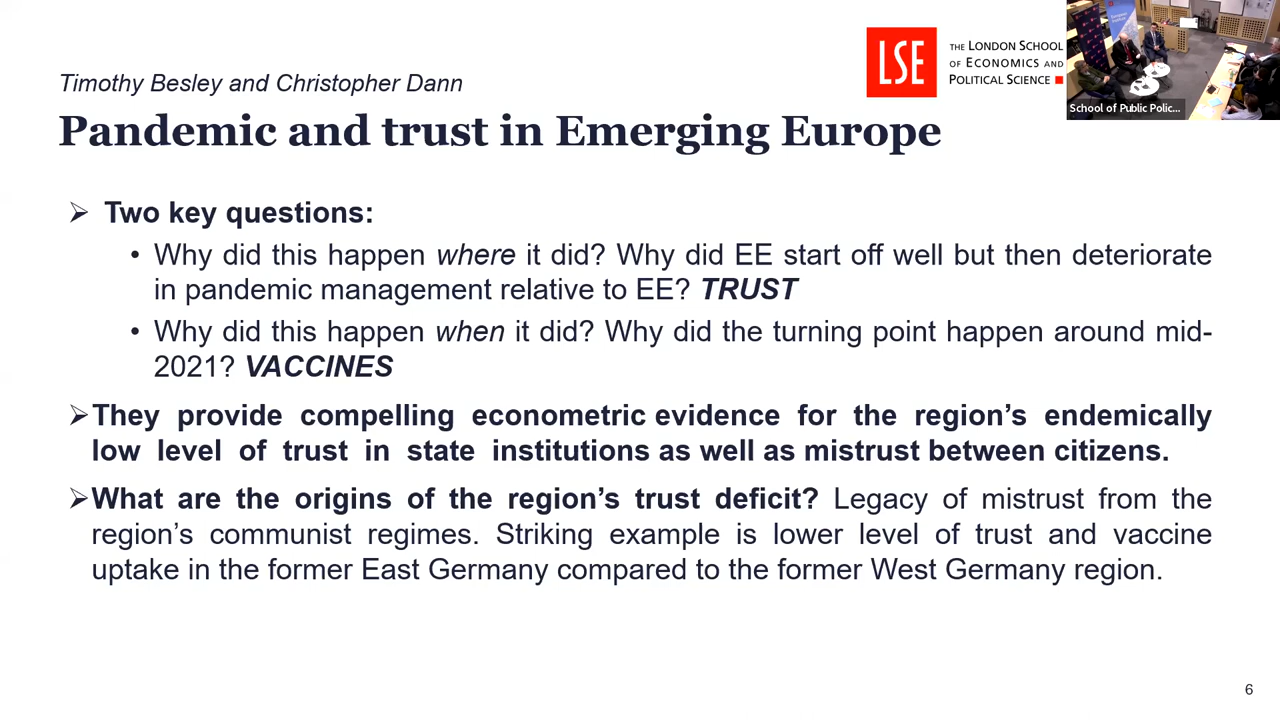 LSE
THE LONDON SCHOOL
OF ECONOMICS AND
POLITICAL SCIENCE
School of Public Polic...
Timothy Besley and Christopher Dann
Pandemic and trust in Emerging Europe
➢ Two key questions:
• Why did this happen where it did? Why did EE start off well but then deteriorate
in pandemic management relative to EE? TRUST
• Why did this happen when it did? Why did the turning point happen around mid-
2021? VACCINES
➢They provide compelling econometric evidence for the region's endemically
low level of trust in state institutions as well as mistrust between citizens.
➢What are the origins of the region's trust deficit? Legacy of mistrust from the
region's communist regimes. Striking example is lower level of trust and vaccine
uptake in the former East Germany compared to the former West Germany region.
6